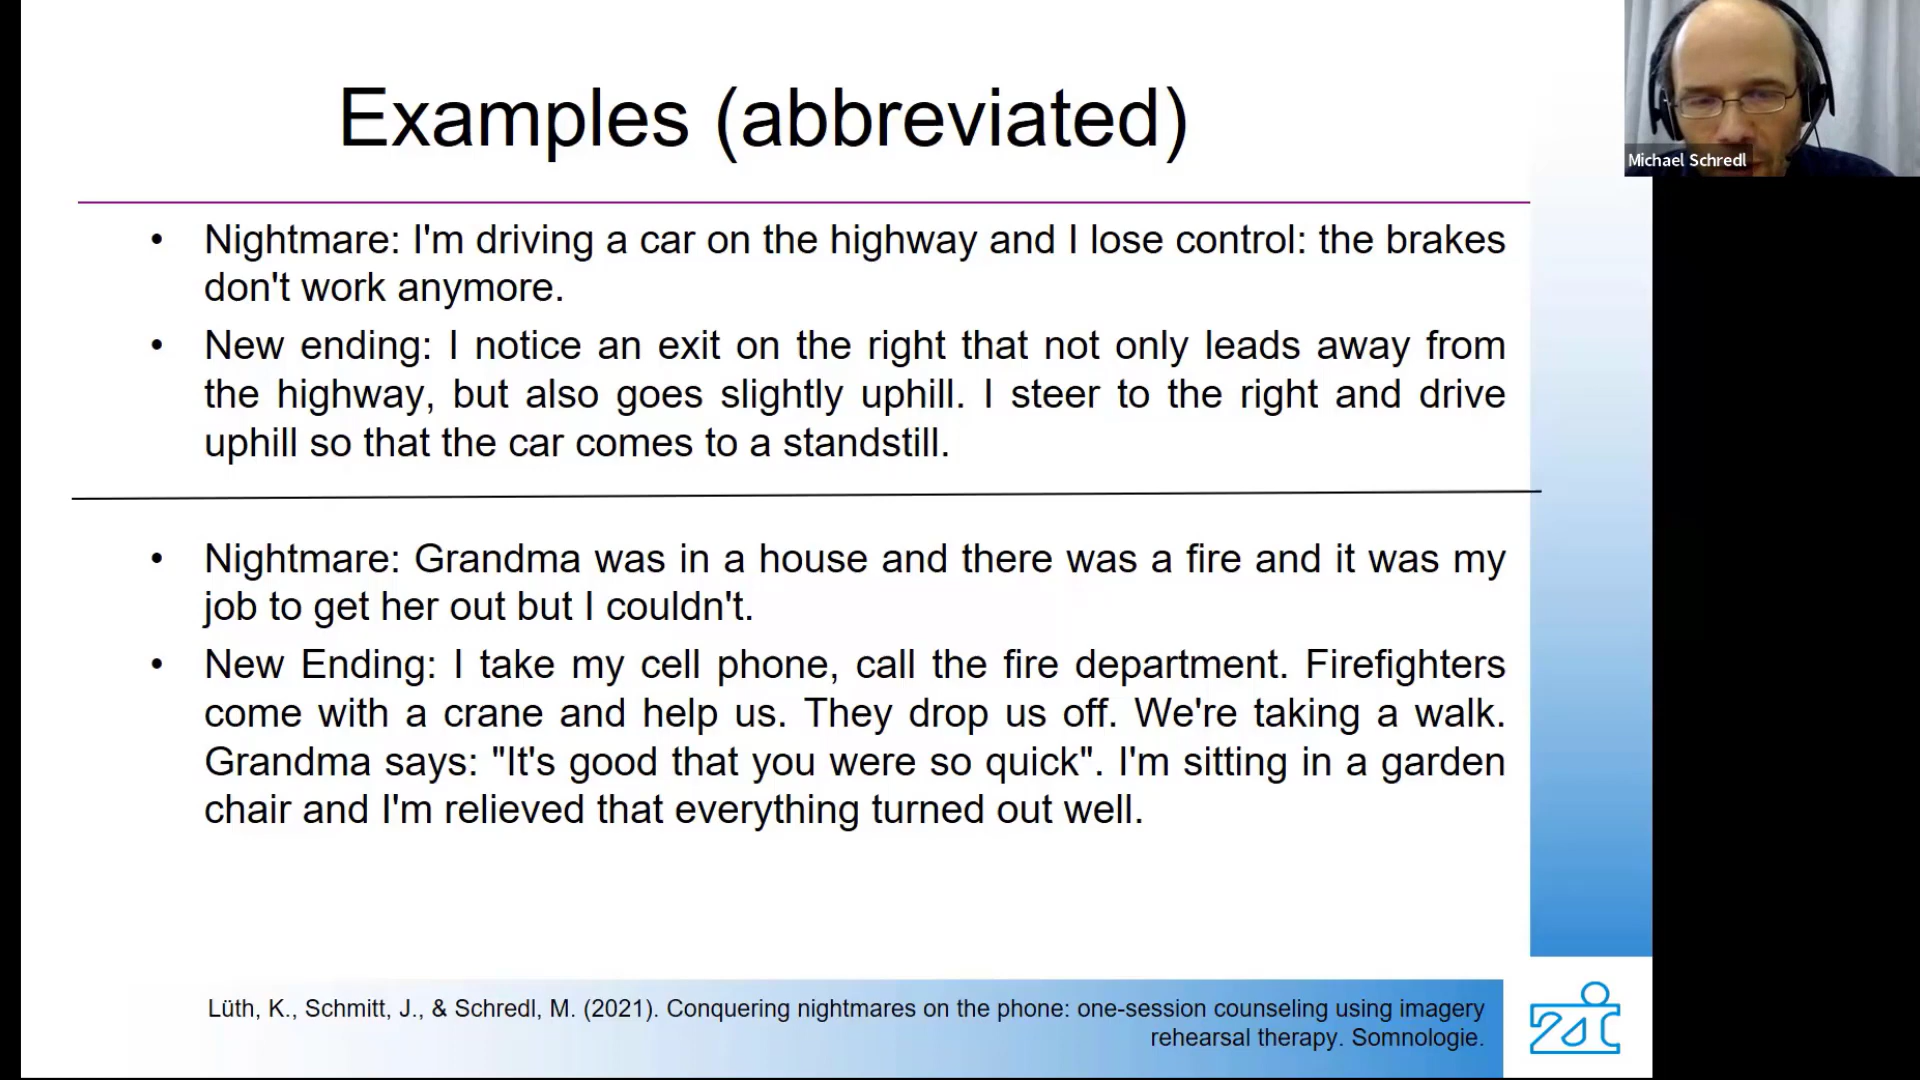 Examples (abbreviated)
Michael Schredl
• Nightmare: I'm driving a car on the highway and I lose control: the brakes
don't work anymore.
• New ending: I notice an exit on the right that not only leads away from
the highway, but also goes slightly uphill. I steer to the right and drive
uphill so that the car comes to a standstill.
• Nightmare: Grandma was in a house and there was a fire and it was my
job to get her out but I couldn't.
• New Ending: I take my cell phone, call the fire department. Firefighters
come with a crane and help us. They drop us off. We're taking a walk.
Grandma says: "It's good that you were so quick". I'm sitting in a garden
chair and I'm relieved that everything turned out well.
Lüth, K., Schmitt, J., & Schredl, M. (2021). Conquering nightmares on the phone: one-session counseling using imagery
rehearsal therapy. Somnologie.
zi